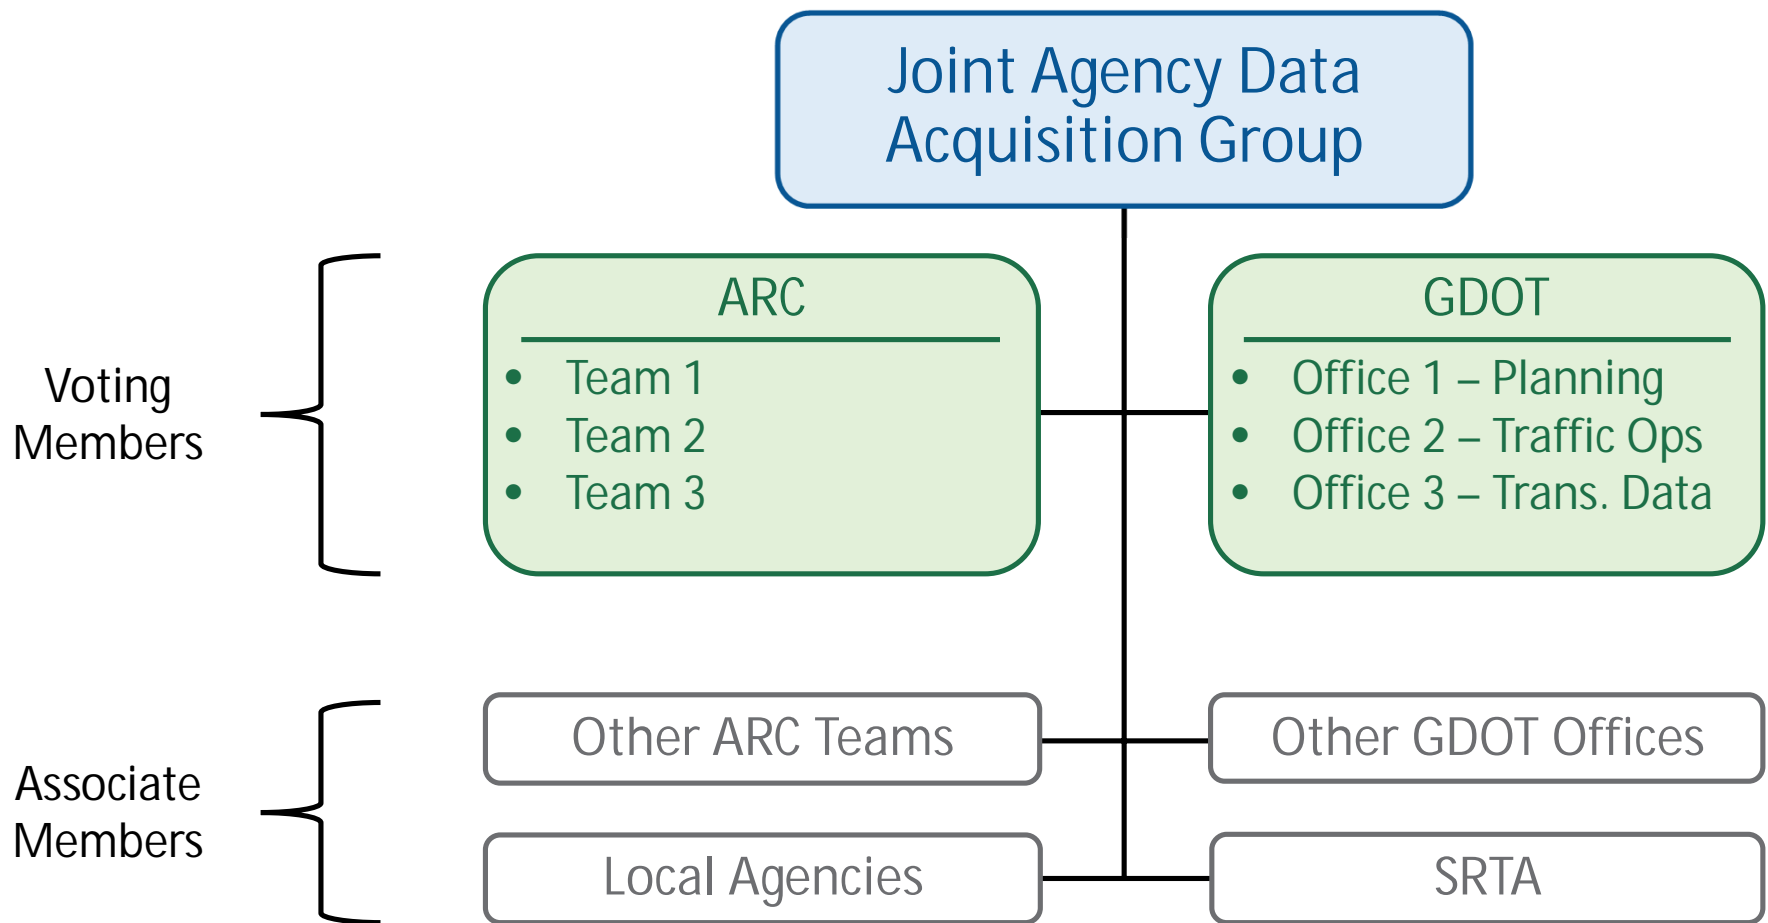 Joint Agency Data
Acquisition Group
Voting
Members
ARC
• Team 1
• Team 2
• Team 3
GDOT
• Office 1 – Planning
• Office 2 – Traffic Ops
• Office 3 – Trans. Data
Associate
Members
Other ARC Teams
Other GDOT Offices
Local Agencies
SRTA